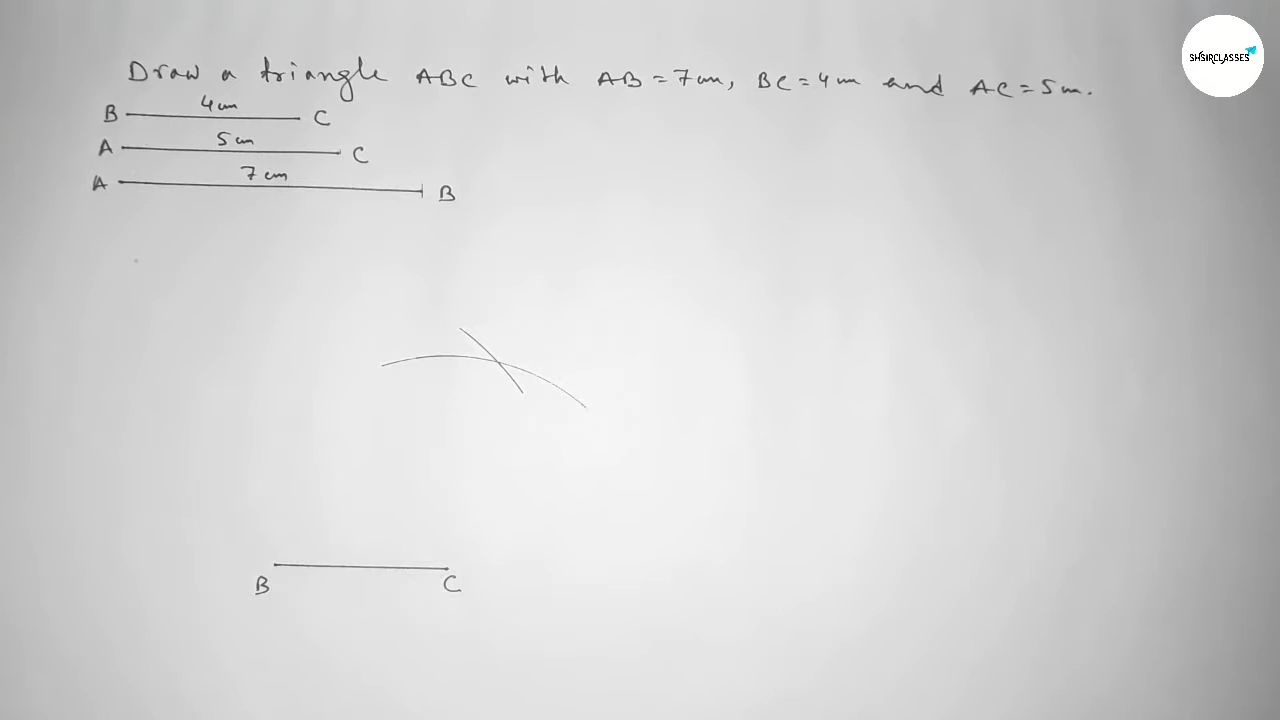 SHSIRCLASSES
Draw a triangle ABC with AB = 7cm, BC = 4cm and AC = 5cm.
B 4cm C
A 5cm C
A 7cm B
B C